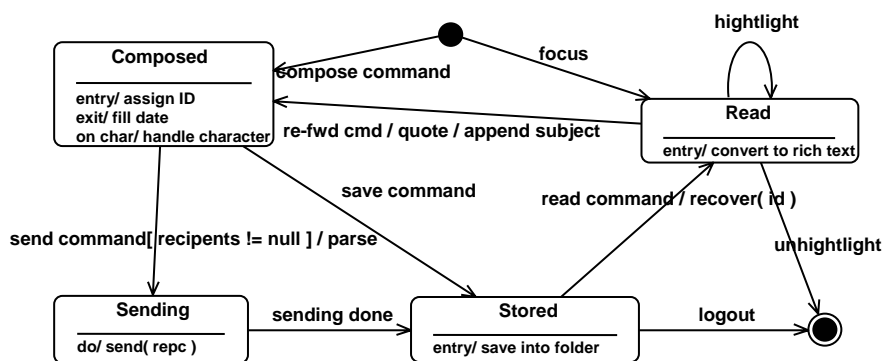 hightlight
Composed
focus
compose command
entry/ assign ID
exit/ fill date
on char/ handle character
Read
re-fwd cmd / quote / append subject
entry/ convert to rich text
save command
read command / recover( id )
send command[ recipents != null ] / parse
unhightlight
Sending
sending done
Stored
logout
do/ send( repc )
entry/ save into folder